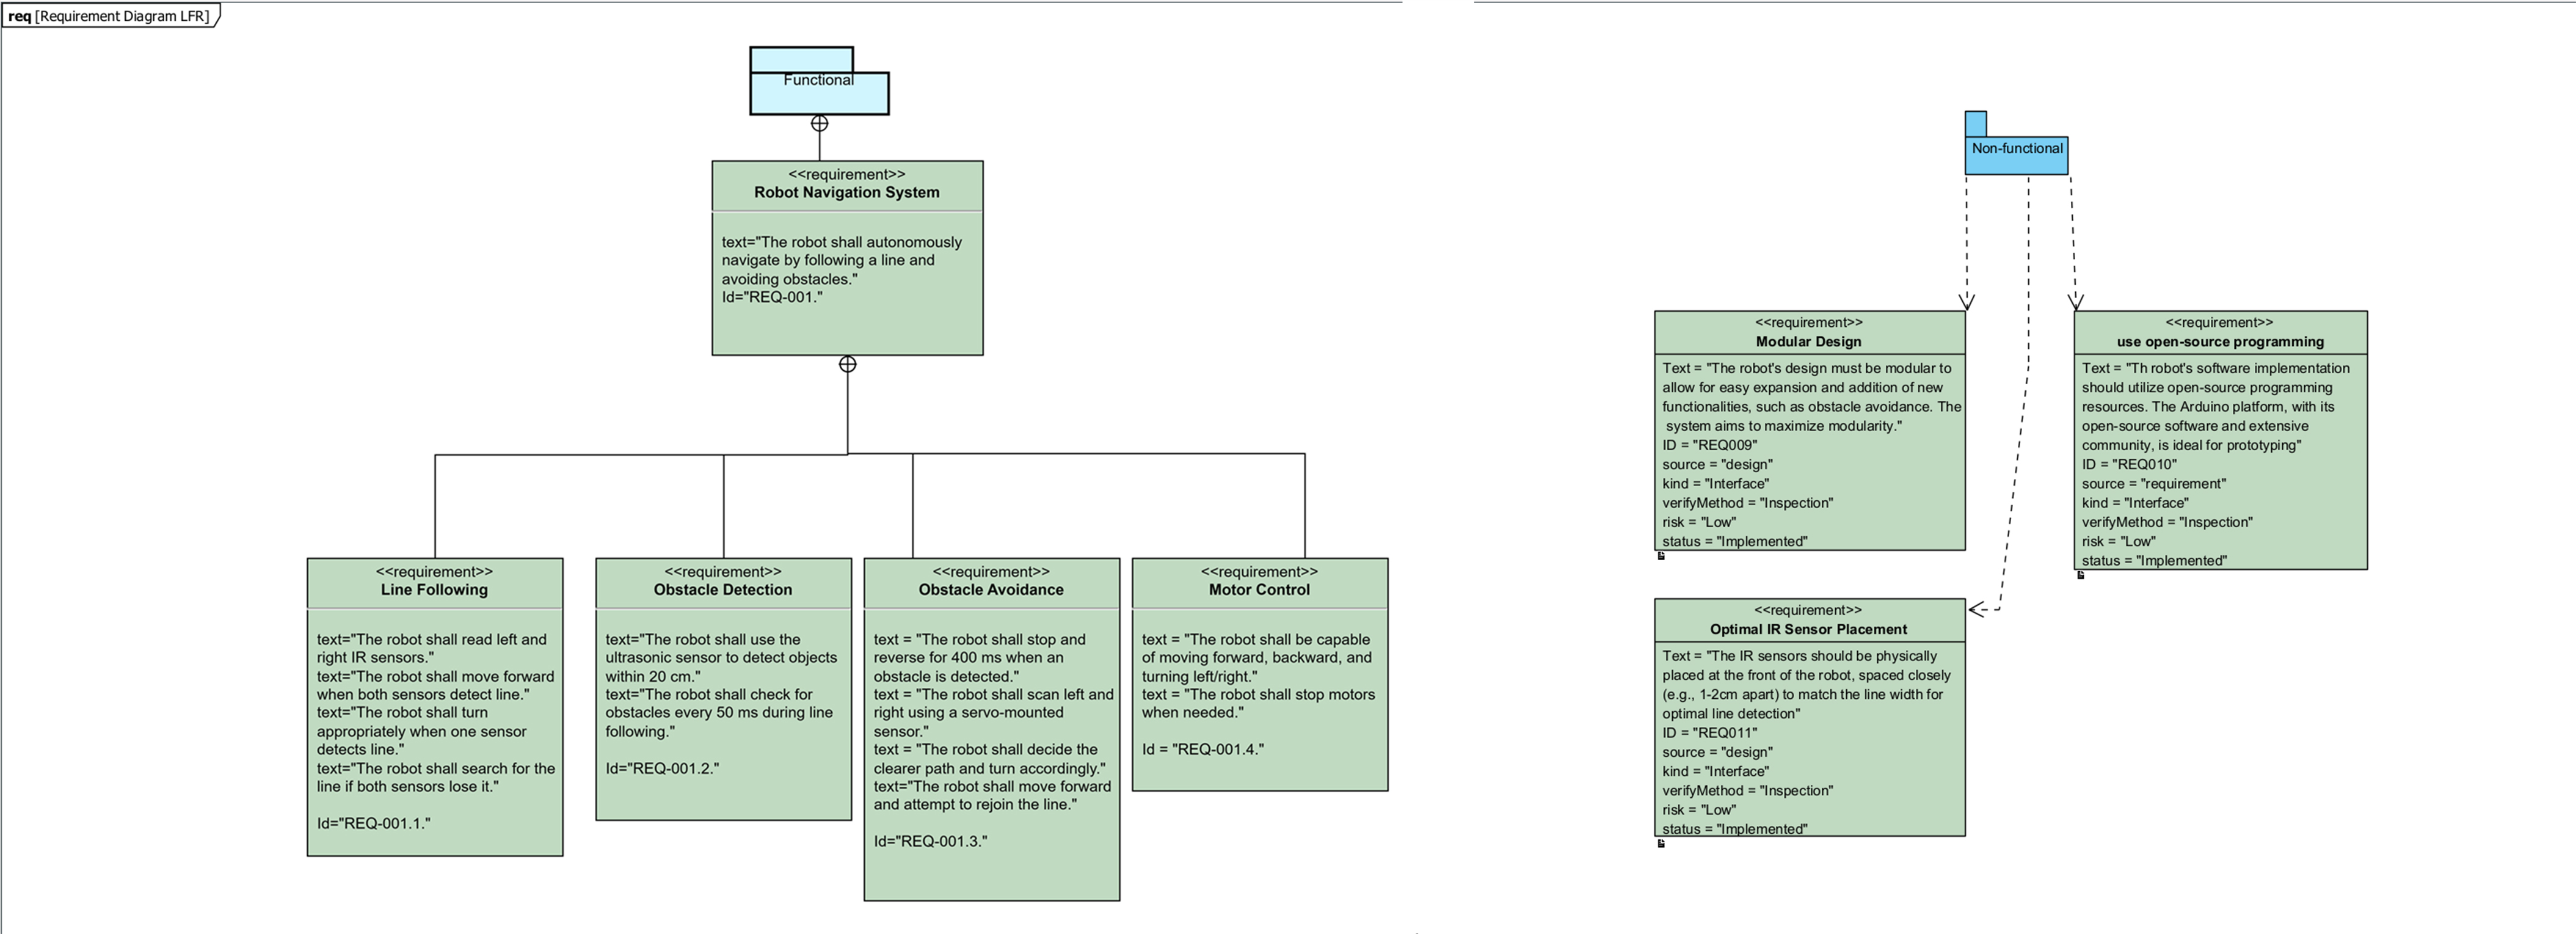 req [Requirement Diagram LFR]
Functional
<<requirement>>
Robot Navigation System
text="The robot shall autonomously
navigate by following a line and
avoiding obstacles."
Id="REQ-001."
<<requirement>>
Line Following
text="The robot shall read left and
right IR sensors."
text="The robot shall move forward
when both sensors detect line."
text="The robot shall turn
appropriately when one sensor
detects line."
text="The robot shall search for the
line if both sensors lose it."
Id="REQ-001.1."
<<requirement>>
Obstacle Detection
text="The robot shall use the
ultrasonic sensor to detect objects
within 20 cm."
text="The robot shall check for
obstacles every 50 ms during line
following."
Id="REQ-001.2."
<<requirement>>
Obstacle Avoidance
text = "The robot shall stop and
reverse for 400 ms when an
obstacle is detected."
text = "The robot shall scan left and
right using a servo-mounted
sensor."
text = "The robot shall decide the
clearer path and turn accordingly."
text="The robot shall move forward
and attempt to rejoin the line."
Id="REQ-001.3."
<<requirement>>
Motor Control
text = "The robot shall be capable
of moving forward, backward, and
turning left/right."
text = "The robot shall stop motors
when needed."
Id = "REQ-001.4."
Non-functional
<<requirement>>
Modular Design
Text = "The robot's design must be modular to
allow for easy expansion and addition of new
functionalities, such as obstacle avoidance. The
system aims to maximize modularity."
ID = "REQ009"
source = "design"
kind = "Interface"
verifyMethod = "Inspection"
risk = "Low"
status = "Implemented"
<<requirement>>
use open-source programming
Text = "Th robot's software implementation
should utilize open-source programming
resources. The Arduino platform, with its
open-source software and extensive
community, is ideal for prototyping"
ID = "REQ010"
source = "requirement"
kind = "Interface"
verifyMethod = "Inspection"
risk = "Low"
status = "Implemented"
<<requirement>>
Optimal IR Sensor Placement
Text = "The IR sensors should be physically
placed at the front of the robot, spaced closely
(e.g., 1-2cm apart) to match the line width for
optimal line detection"
ID = "REQ011"
source = "design"
kind = "Interface"
verifyMethod = "Inspection"
risk = "Low"
status = "Implemented"